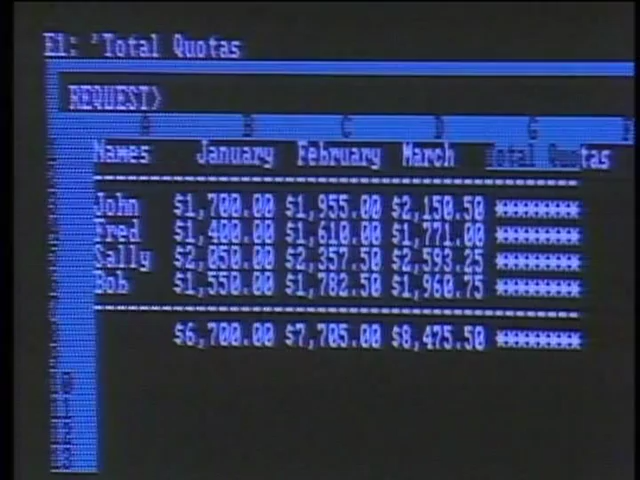 E1: 'Total Quotas
REQUEST>
A B C D G
Names January February March Total Quotas
John $1,700.00 $1,955.00 $2,150.50 ********
Fred $1,400.00 $1,610.00 $1,771.00 ********
Sally $2,050.00 $2,357.50 $2,593.25 ********
Bob $1,550.00 $1,782.50 $1,960.75 ********
$6,700.00 $7,705.00 $8,475.50 ********